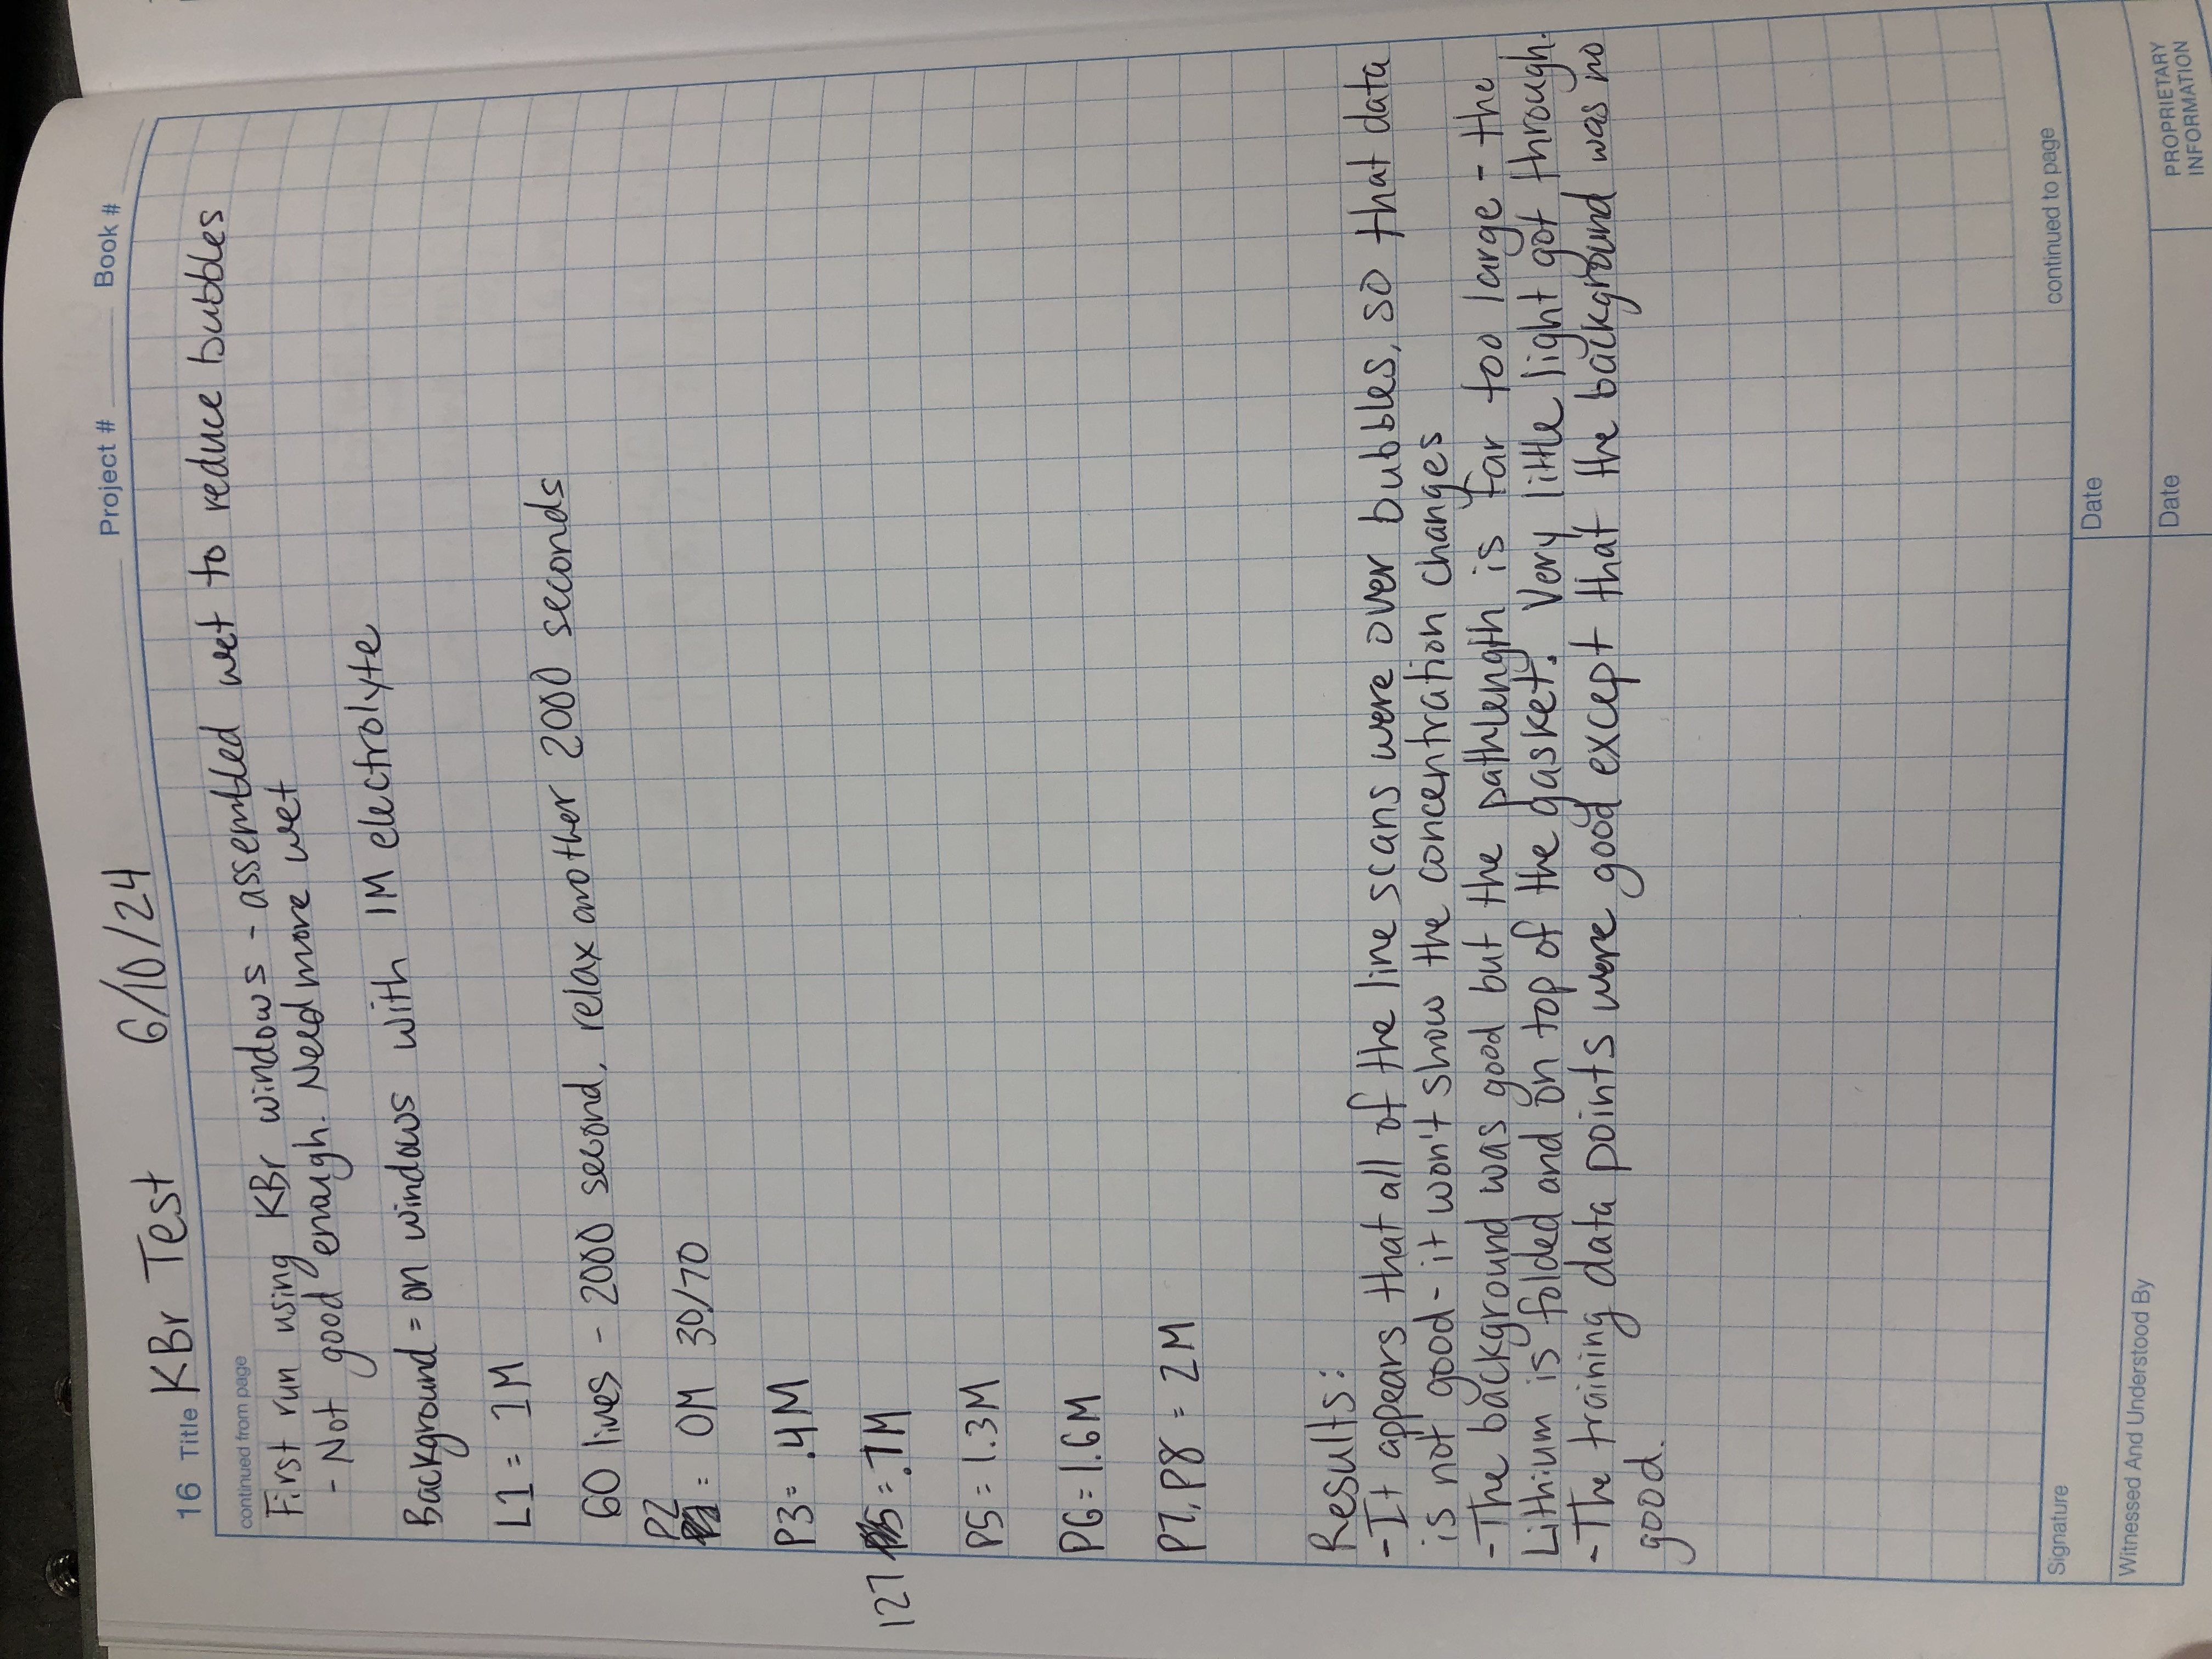 Project # Book #
16 Title KBr Test 6/10/24
continued from page
First run using KBr windows - assembled wet to reduce bubbles
- Not good enough. Need more wet
Background = on windows with 1M electrolyte
L1 = 1M
60 lines - 2000 second, relax another 2000 seconds
P2
= 0M 30/70
P3 = .4M
127 = .7M
P5 = 1.3M
P6 = 1.6M
P7, P8 = 2M
Results:
- It appears that all of the line scans were over bubbles, so that data
is not good - it won't show the concentration changes
- The background was good but the pathlength is far too large - the
Lithium is folded and on top of the gasket. Very little light got through.
- The training data points were good except that the background was no
good.
continued to page
Signature
Date
Witnessed And Understood By
Date
PROPRIETARY
INFORMATION